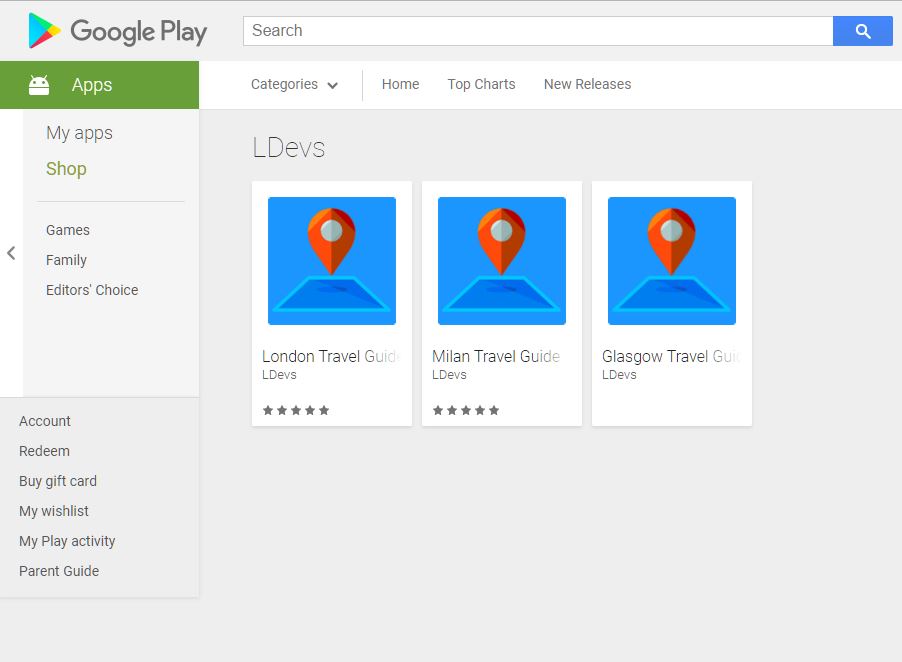 Google Play
Search
Apps
Categories
Home
Top Charts
New Releases
My apps
Shop
Games
Family
Editors' Choice
Account
Redeem
Buy gift card
My wishlist
My Play activity
Parent Guide
LDevs
London Travel Guide
LDevs
Milan Travel Guide
LDevs
Glasgow Travel Gui
LDevs